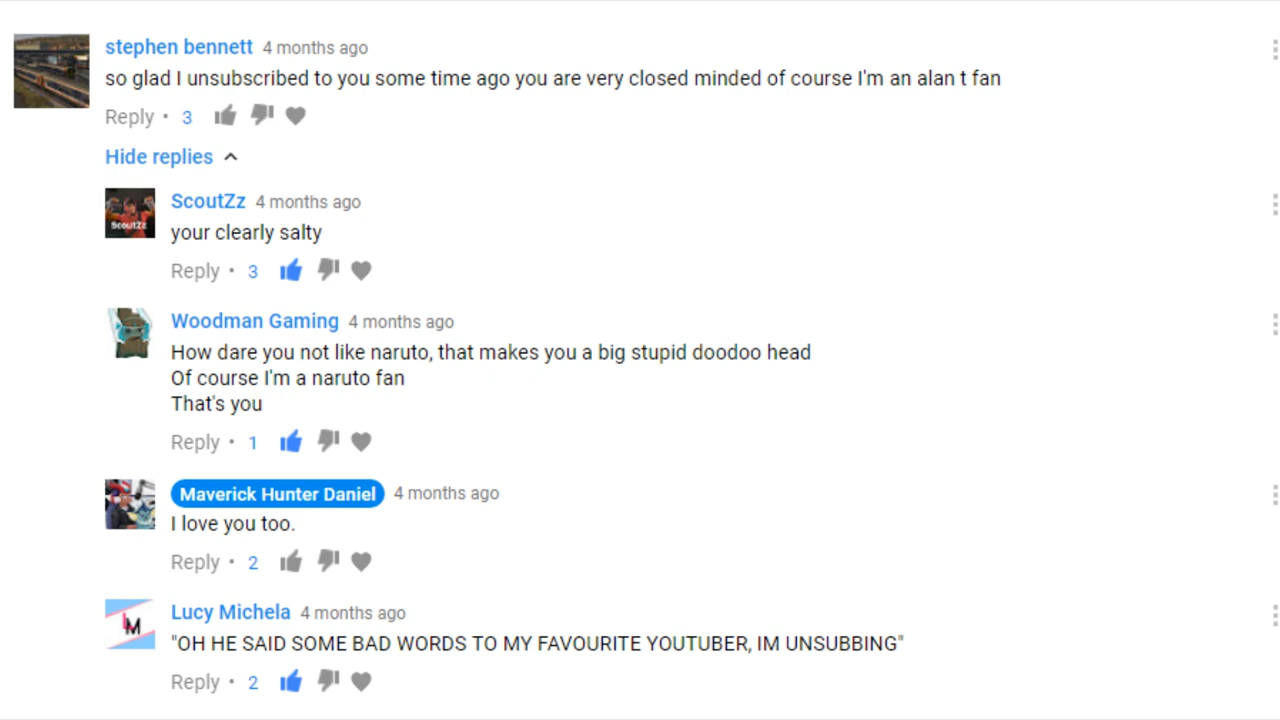 stephen bennett 4 months ago
so glad I unsubscribed to you some time ago you are very closed minded of course I'm an alan t fan
Reply • 3
Hide replies
ScoutZz 4 months ago
ScoutZz
your clearly salty
Reply • 3
Woodman Gaming 4 months ago
How dare you not like naruto, that makes you a big stupid doodoo head
Of course I'm a naruto fan
That's you
Reply • 1
Maverick Hunter Daniel 4 months ago
I love you too.
Reply • 2
Lucy Michela 4 months ago
LM
"OH HE SAID SOME BAD WORDS TO MY FAVOURITE YOUTUBER, IM UNSUBBING"
Reply • 2